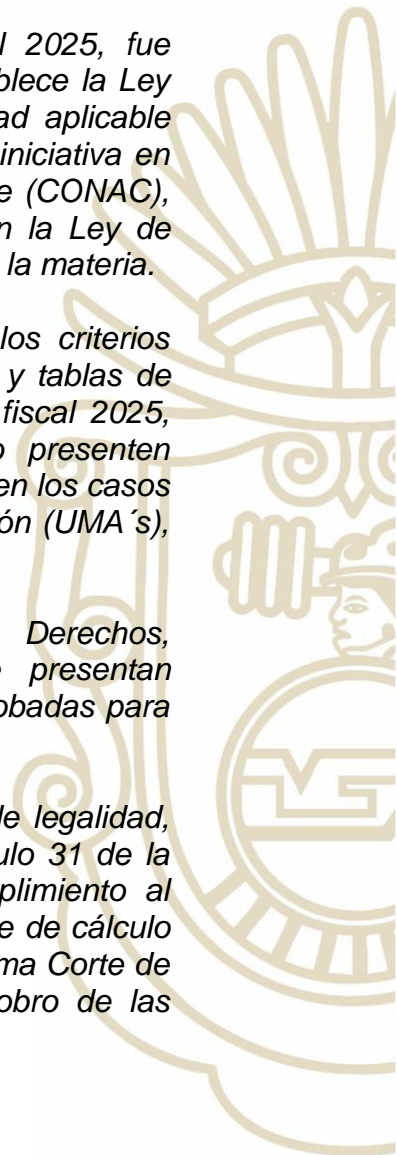 l 2025, fue
blece la Ley
ad aplicable
iniciativa en
e (CONAC),
n la Ley de
la materia.
los criterios
y tablas de
fiscal 2025,
o presenten
en los casos
ón (UMA´s),
Derechos,
e presentan
obadas para
de legalidad,
ulo 31 de la
mplimiento al
e de cálculo
ma Corte de
obro de las